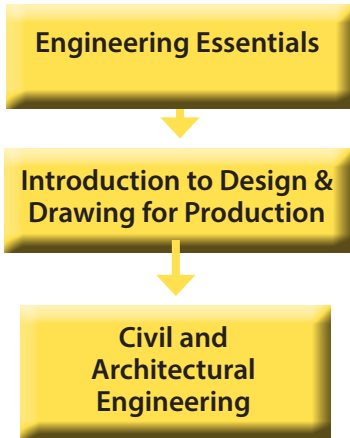 Engineering Essentials
Introduction to Design &
Drawing for Production
Civil and
Architectural
Engineering